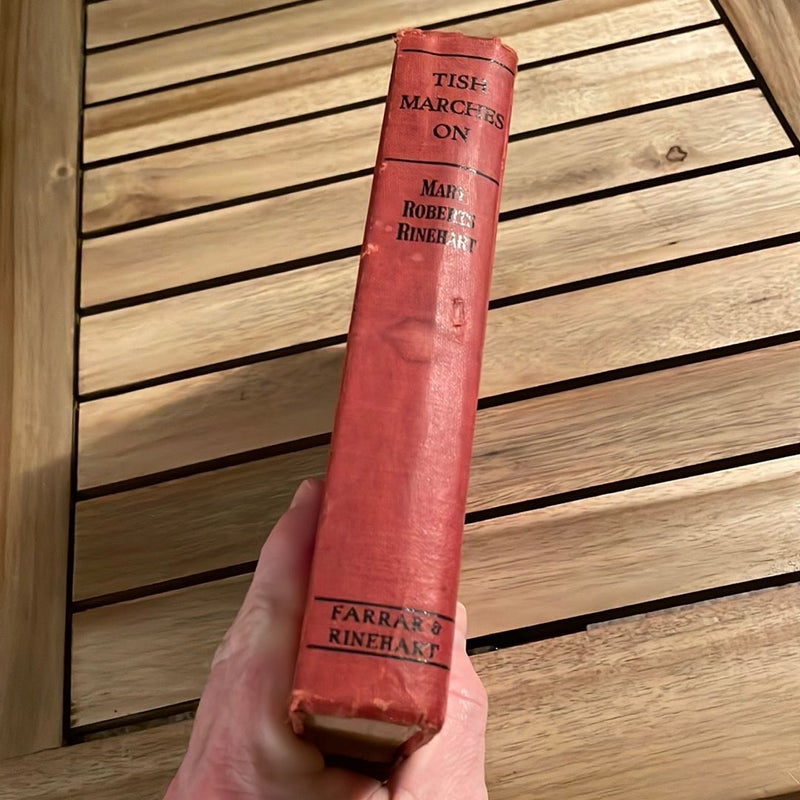 TISH
MARCHES
ON
MARY
ROBERTS
RINEHART
FARRAR &
RINEHART